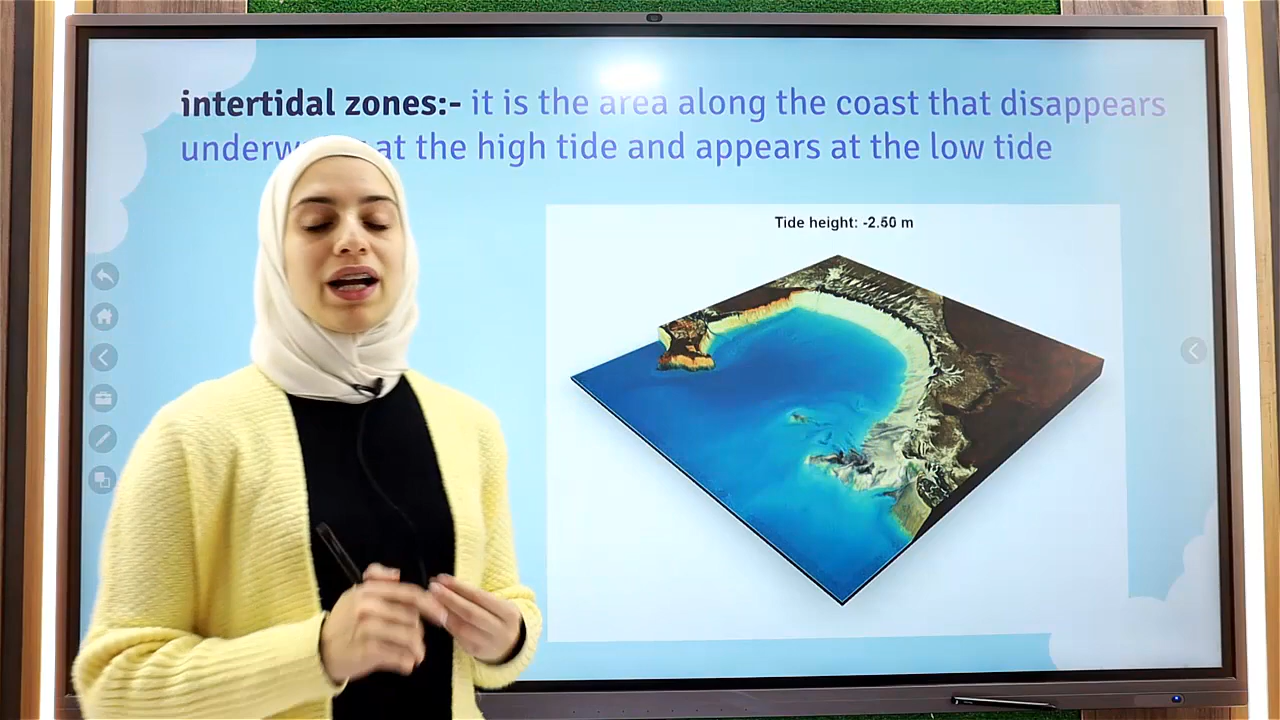 intertidal zones:- it is the area along the coast that disappears
at the high tide and appears at the low tide
Tide height: -2.50 m